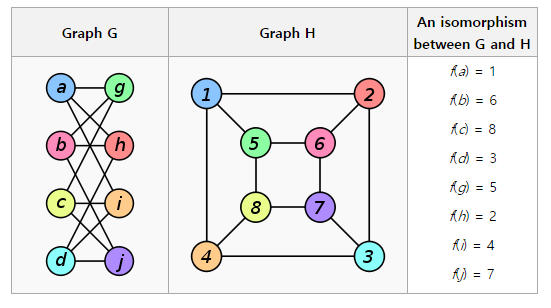 Graph G
Graph H
An isomorphism
between G and H
a
g
b
h
c
i
d
j
1
2
5
6
8
7
4
3
f(a) = 1
f(b) = 6
f(c) = 8
f(d) = 3
f(g) = 5
f(h) = 2
f(i) = 4
f(j) = 7